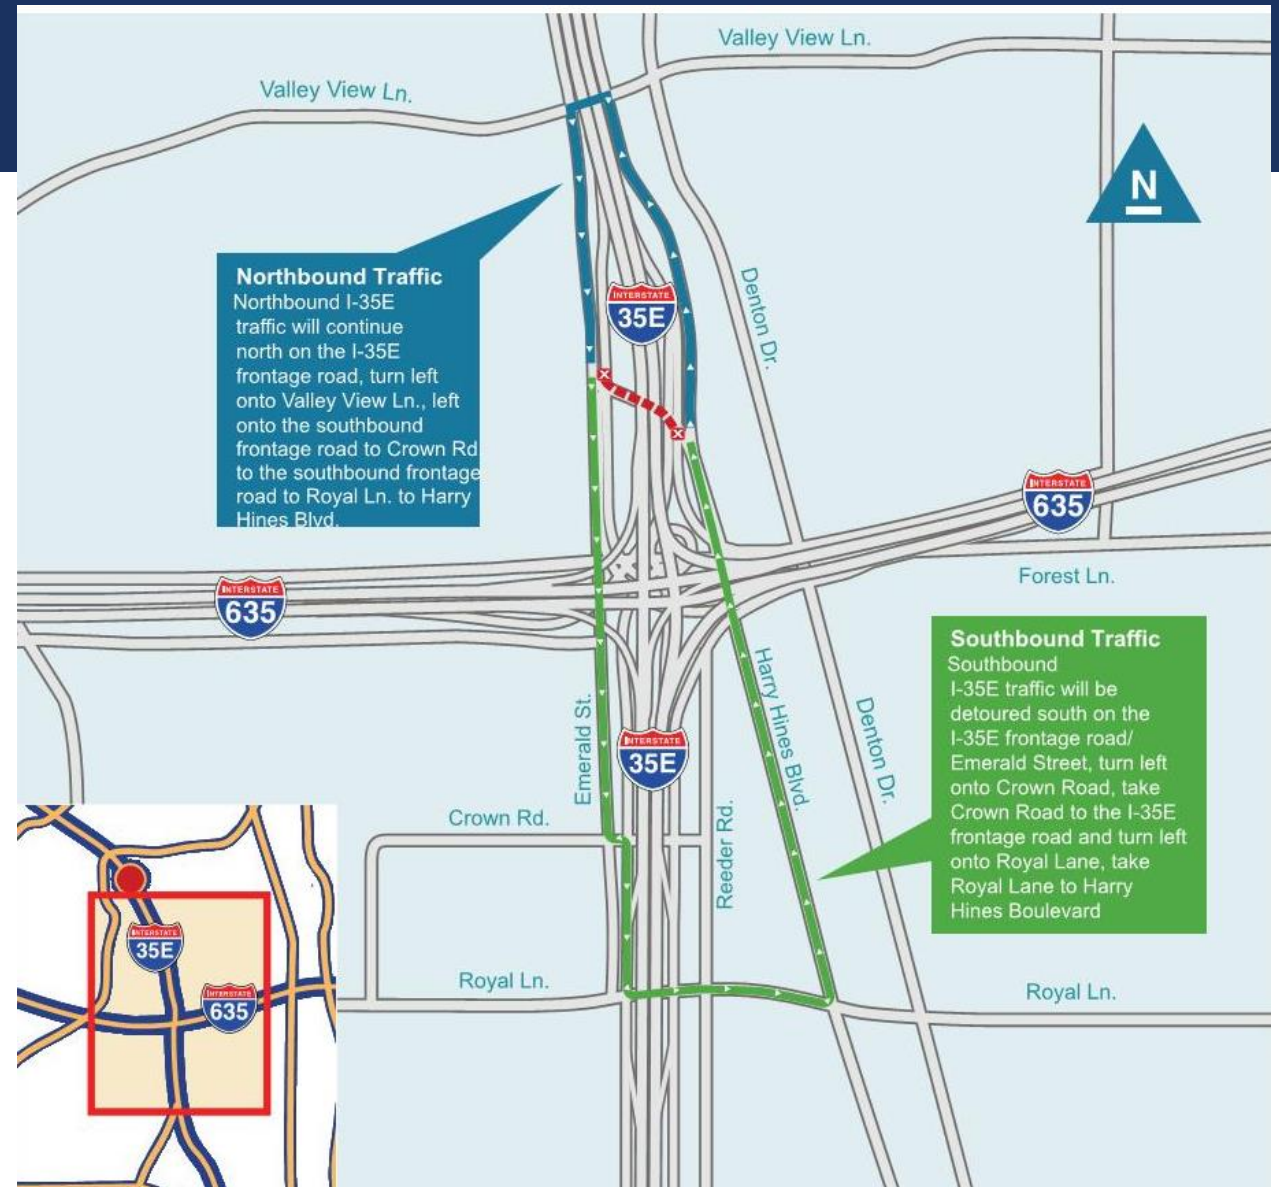 Valley View Ln.
Valley View Ln.
N
Northbound Traffic
Northbound I-35E
traffic will continue
north on the I-35E
frontage road, turn left
onto Valley View Ln., left
onto the southbound
frontage road to Crown Rd
to the southbound frontage
road to Royal Ln. to Harry
Hines Blvd.
INTERSTATE
35E
Denton Dr.
INTERSTATE
635
Forest Ln.
INTERSTATE
635
Southbound Traffic
Southbound
I-35E traffic will be
detoured south on the
I-35E frontage road/
Emerald Street, turn left
onto Crown Road, take
Crown Road to the I-35E
frontage road and turn left
onto Royal Lane, take
Royal Lane to Harry
Hines Boulevard
Emerald St.
INTERSTATE
35E
Harry Hines Blvd.
Denton Dr.
Crown Rd.
Reeder Rd.
Royal Ln.
Royal Ln.
INTERSTATE
35E
INTERSTATE
635